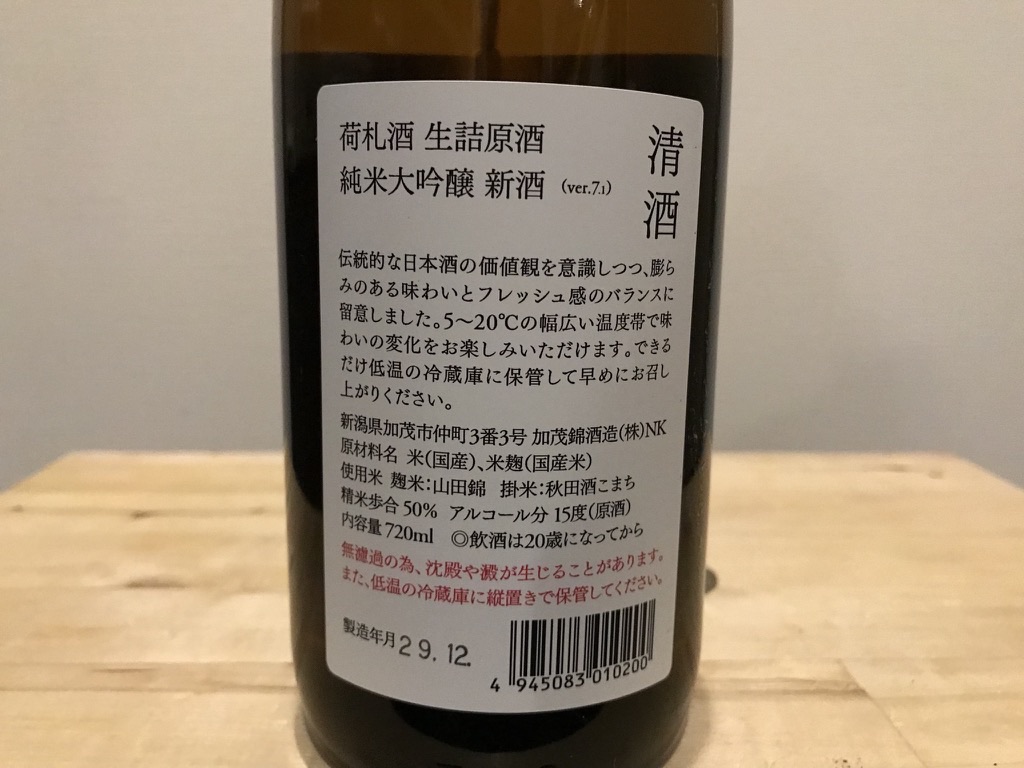 清酒
荷札酒 生詰原酒
純米大吟醸 新酒 (ver.7.1)
伝統的な日本酒の価値観を意識しつつ、膨ら
みのある味わいとフレッシュ感のバランスに
留意しました。5〜20℃の幅広い温度帯で味
わいの変化をお楽しみいただけます。できる
だけ低温の冷蔵庫に保管して早めにお召し
上がりください。
新潟県加茂市仲町3番3号 加茂錦酒造(株)NK
原材料名 米(国産)、米麹(国産米)
使用米 麹米:山田錦 掛米:秋田酒こまち
精米歩合 50% アルコール分 15度(原酒)
内容量 720ml ◎飲酒は20歳になってから
無濾過の為、沈殿や澱が生じることがあります。
また、低温の冷蔵庫に縦置きで保管してください。
製造年月 29.12.
4 945083 010200